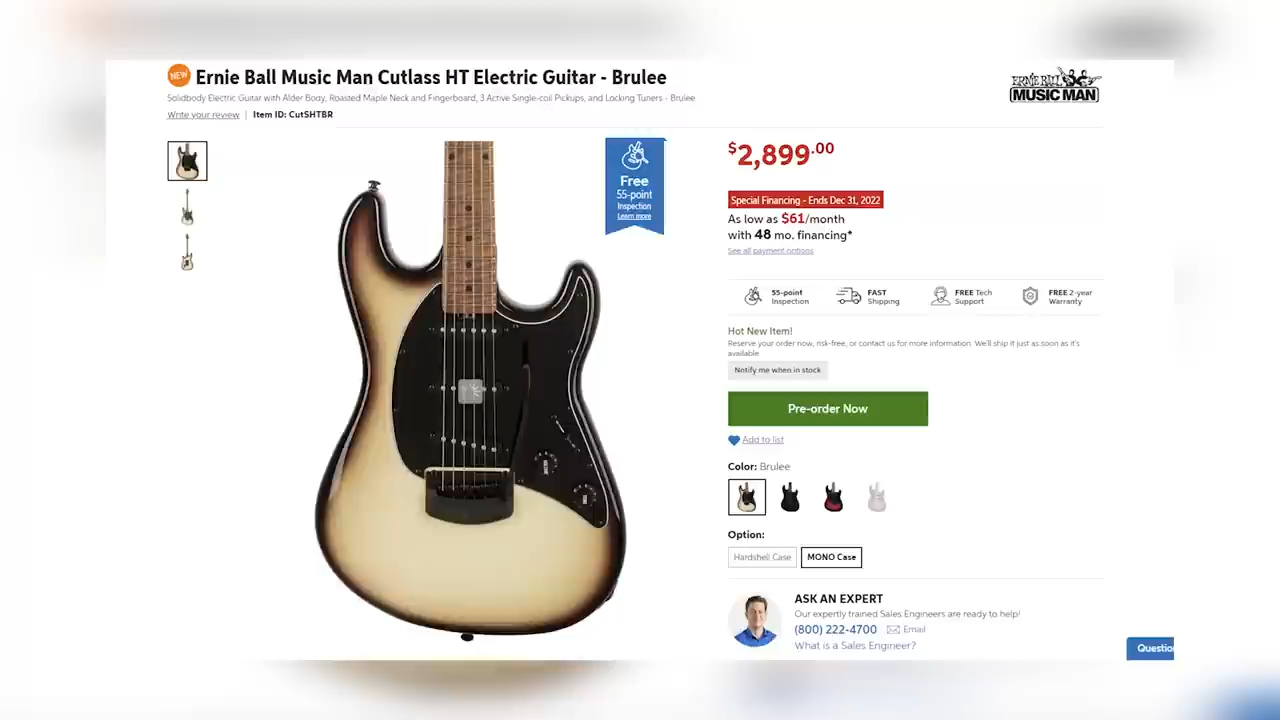 NEW
Ernie Ball Music Man Cutlass HT Electric Guitar - Brulee
Solidbody Electric Guitar with Alder Body, Roasted Maple Neck and Fingerboard, 3 Active Single-coil Pickups, and Locking Tuners - Brulee
Write your review | Item ID: CutSHTBR
ERNIE BALL
MUSIC MAN
Free
55-point
Inspection
Learn more
$2,899.00
Special Financing - Ends Dec 31, 2022
As low as $61/month
with 48 mo. financing*
See all payment options
55-point
Inspection
FAST
Shipping
FREE Tech
Support
FREE 2-year
Warranty
Hot New Item!
Reserve your order now, risk-free, or contact us for more information. We'll ship it just as soon as it's
available.
Notify me when in stock
Pre-order Now
Add to list
Color: Brulee
Option:
Hardshell Case
MONO Case
ASK AN EXPERT
Our expertly trained Sales Engineers are ready to help!
(800) 222-4700 Email
What is a Sales Engineer?